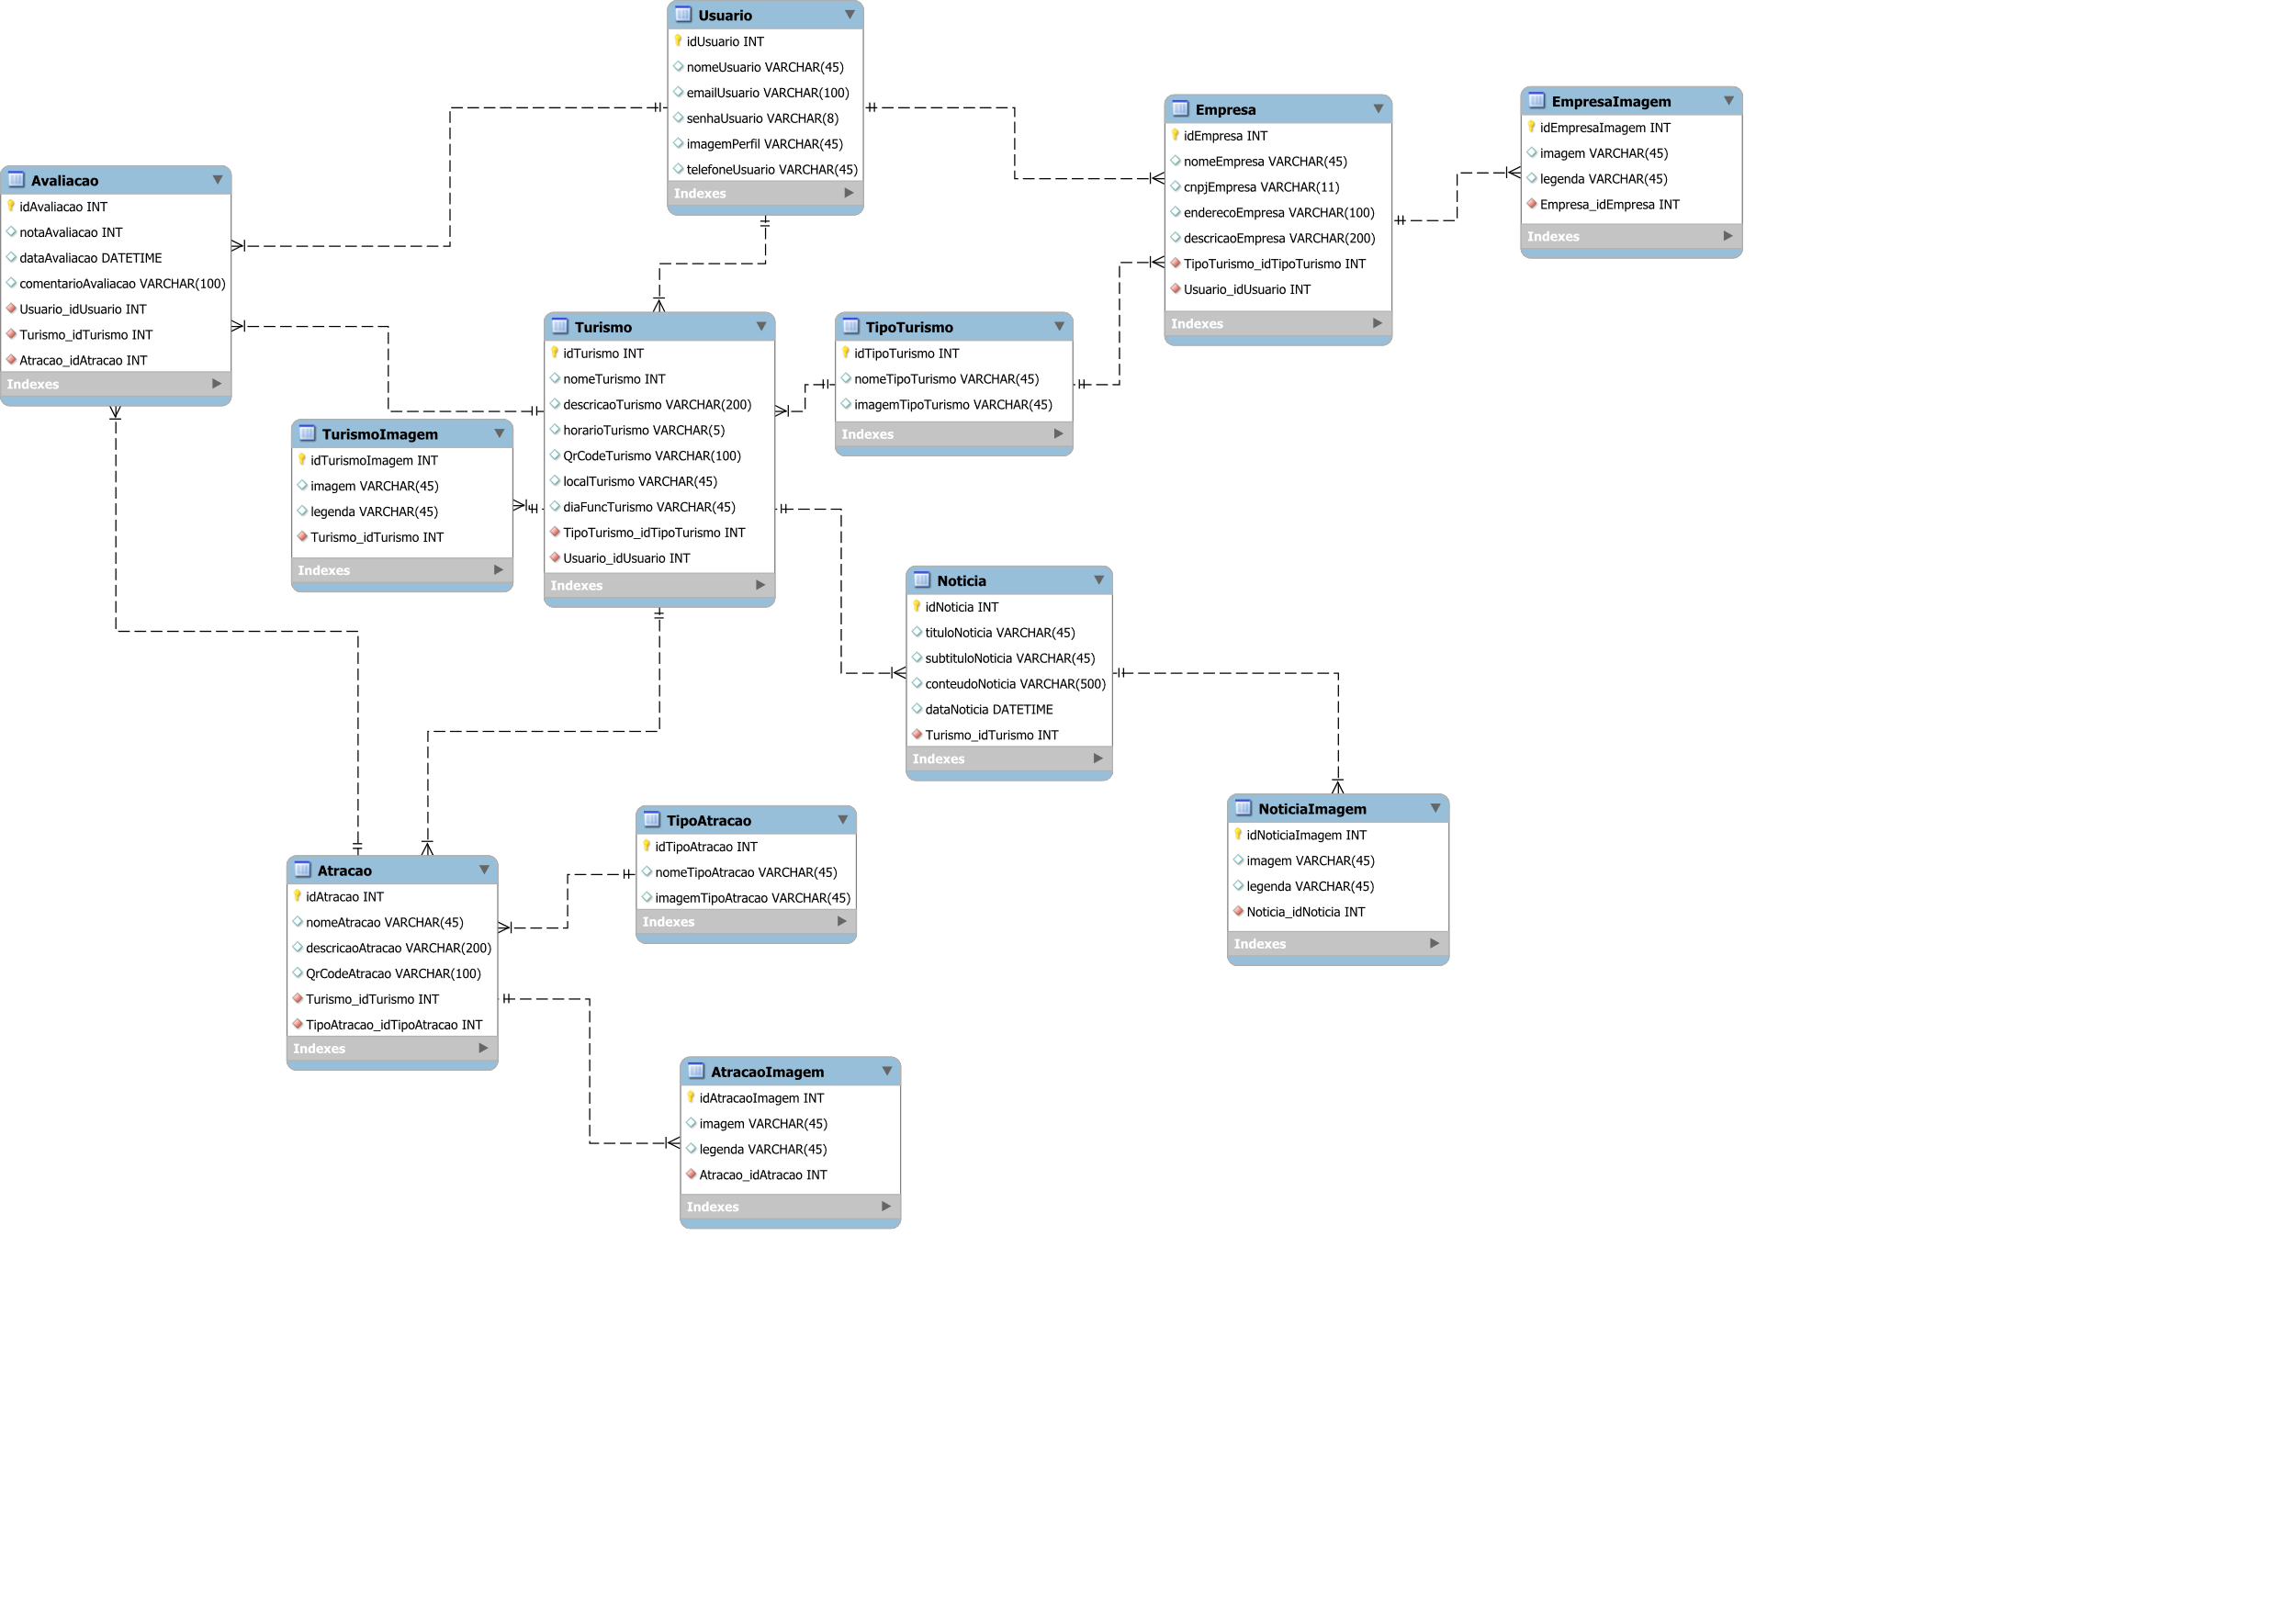 Usuario
idUsuario INT
nomeUsuario VARCHAR(45)
emailUsuario VARCHAR(100)
senhaUsuario VARCHAR(8)
imagemPerfil VARCHAR(45)
telefoneUsuario VARCHAR(45)
Indexes
Empresa
idEmpresa INT
nomeEmpresa VARCHAR(45)
cnpjEmpresa VARCHAR(11)
enderecoEmpresa VARCHAR(100)
descricaoEmpresa VARCHAR(200)
TipoTurismo_idTipoTurismo INT
Usuario_idUsuario INT
Indexes
EmpresaImagem
idEmpresaImagem INT
imagem VARCHAR(45)
legenda VARCHAR(45)
Empresa_idEmpresa INT
Indexes
Avaliacao
idAvaliacao INT
notaAvaliacao INT
dataAvaliacao DATETIME
comentarioAvaliacao VARCHAR(100)
Usuario_idUsuario INT
Turismo_idTurismo INT
Atracao_idAtracao INT
Indexes
Turismo
idTurismo INT
nomeTurismo INT
descricaoTurismo VARCHAR(200)
horarioTurismo VARCHAR(5)
QrCodeTurismo VARCHAR(100)
localTurismo VARCHAR(45)
diaFuncTurismo VARCHAR(45)
TipoTurismo_idTipoTurismo INT
Usuario_idUsuario INT
Indexes
TipoTurismo
idTipoTurismo INT
nomeTipoTurismo VARCHAR(45)
imagemTipoTurismo VARCHAR(45)
Indexes
TurismoImagem
idTurismoImagem INT
imagem VARCHAR(45)
legenda VARCHAR(45)
Turismo_idTurismo INT
Indexes
Noticia
idNoticia INT
tituloNoticia VARCHAR(45)
subtituloNoticia VARCHAR(45)
conteudoNoticia VARCHAR(500)
dataNoticia DATETIME
Turismo_idTurismo INT
Indexes
NoticiaImagem
idNoticiaImagem INT
imagem VARCHAR(45)
legenda VARCHAR(45)
Noticia_idNoticia INT
Indexes
TipoAtracao
idTipoAtracao INT
nomeTipoAtracao VARCHAR(45)
imagemTipoAtracao VARCHAR(45)
Indexes
Atracao
idAtracao INT
nomeAtracao VARCHAR(45)
descricaoAtracao VARCHAR(200)
QrCodeAtracao VARCHAR(100)
Turismo_idTurismo INT
TipoAtracao_idTipoAtracao INT
Indexes
AtracaoImagem
idAtracaoImagem INT
imagem VARCHAR(45)
legenda VARCHAR(45)
Atracao_idAtracao INT
Indexes